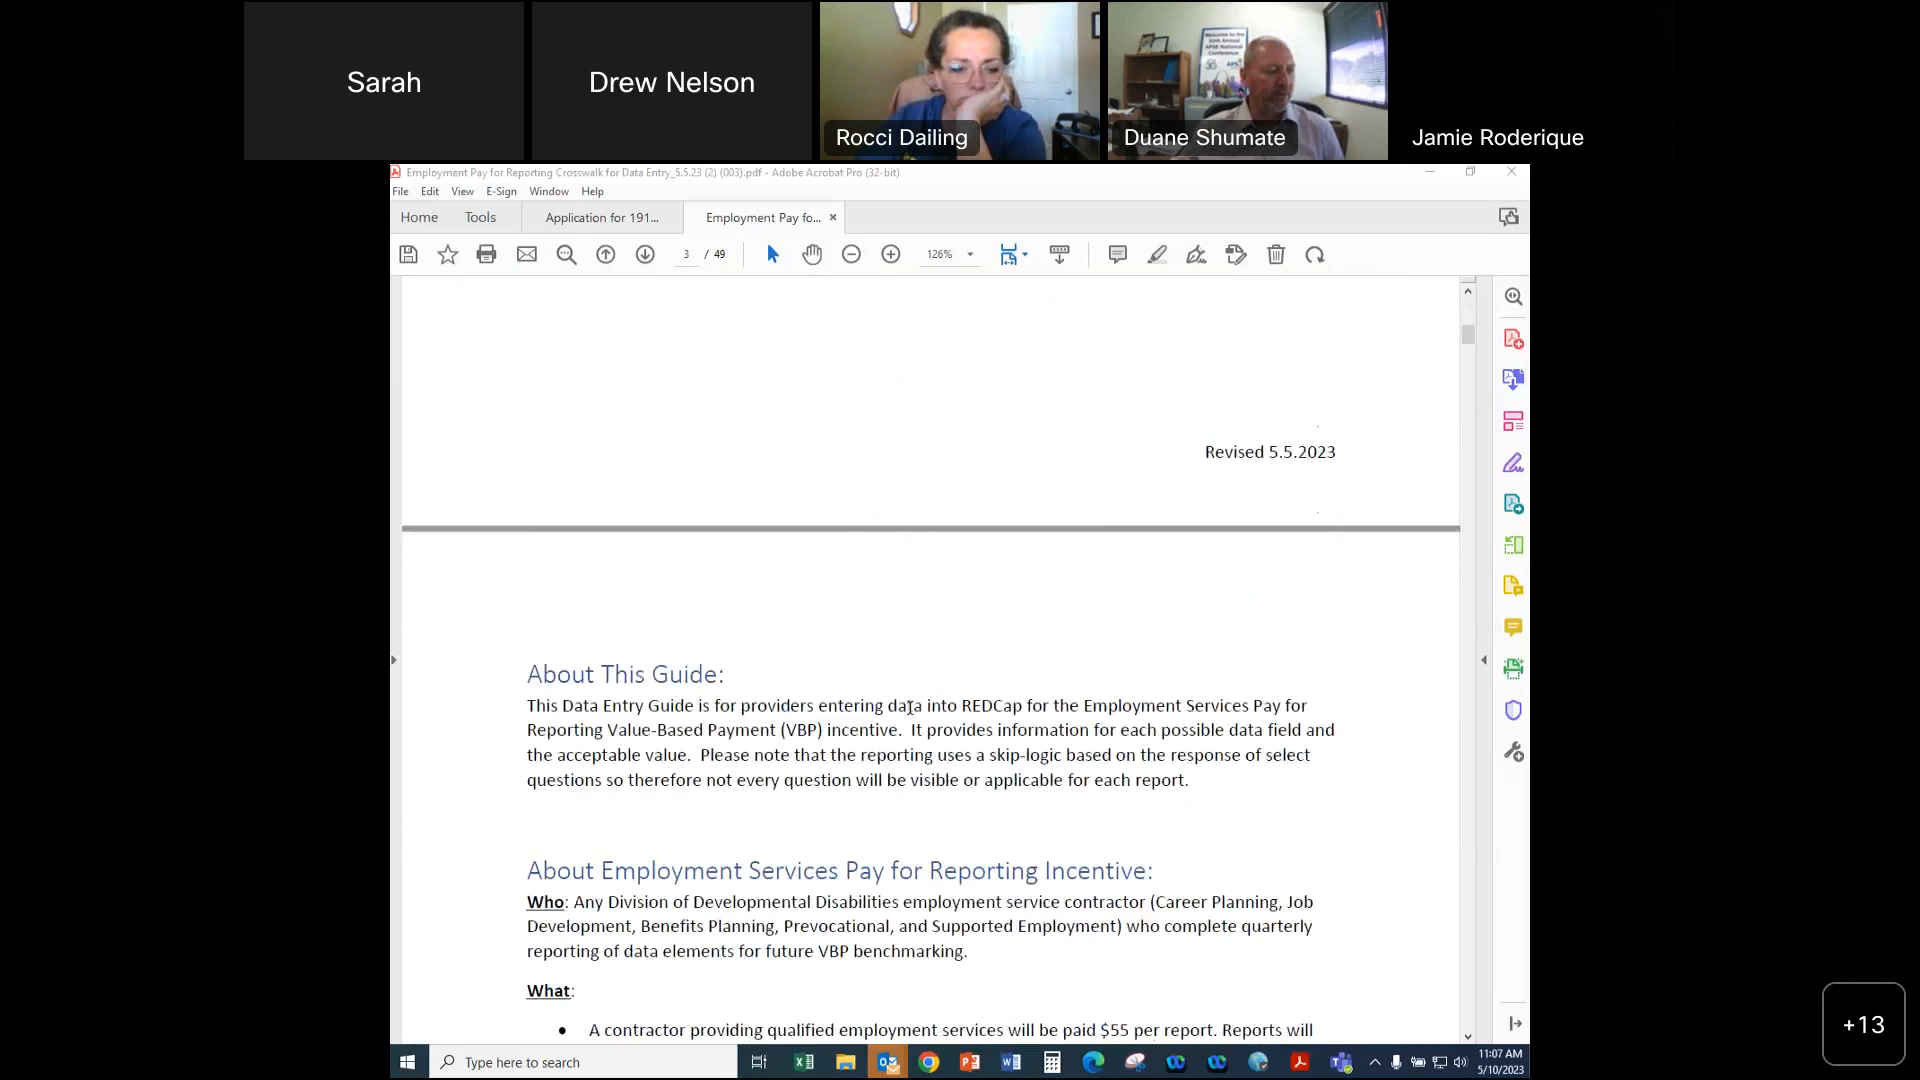 Sarah
Drew Nelson
Rocci Dailing
Welcome to the
APSE National
Conference
Duane Shumate
Jamie Roderique
Employment Pay for Reporting Crosswalk for Data Entry_5.5.23 (2) (003).pdf - Adobe Acrobat Pro (32-bit)
File Edit View E-Sign Window Help
Home Tools Application for 191... Employment Pay fo... ×
3 / 49 126%
Revised 5.5.2023
About This Guide:
This Data Entry Guide is for providers entering data into REDCap for the Employment Services Pay for
Reporting Value-Based Payment (VBP) incentive. It provides information for each possible data field and
the acceptable value. Please note that the reporting uses a skip-logic based on the response of select
questions so therefore not every question will be visible or applicable for each report.
About Employment Services Pay for Reporting Incentive:
Who: Any Division of Developmental Disabilities employment service contractor (Career Planning, Job
Development, Benefits Planning, Prevocational, and Supported Employment) who complete quarterly
reporting of data elements for future VBP benchmarking.
What:
• A contractor providing qualified employment services will be paid $55 per report. Reports will
+13
Type here to search
11:07 AM
5/10/2023